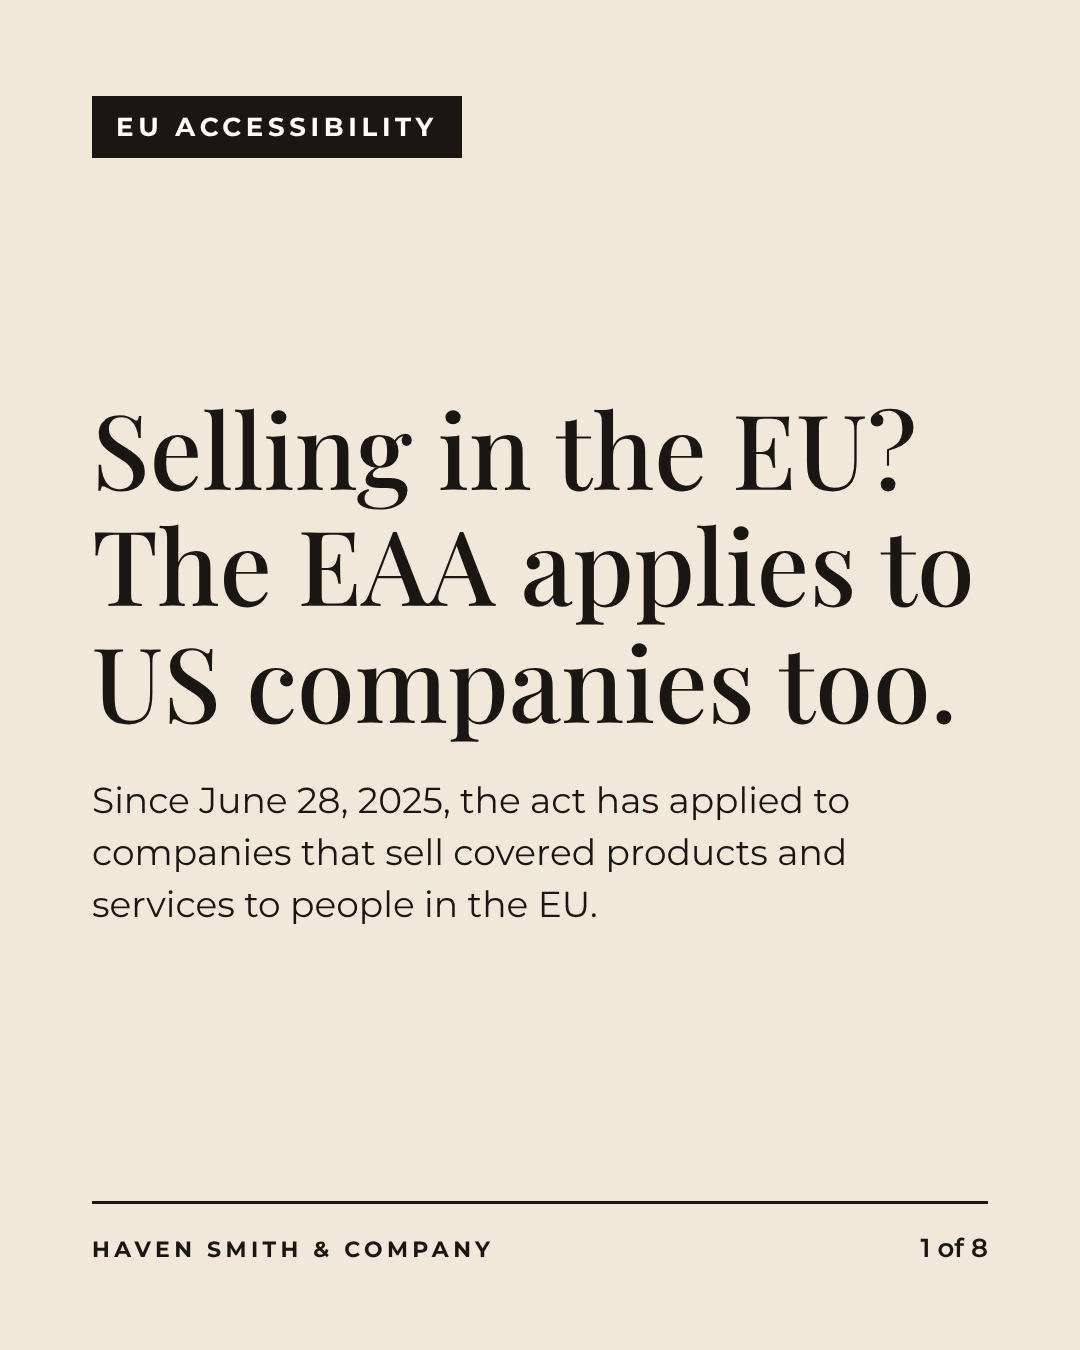 EU ACCESSIBILITY
Selling in the EU?
The EAA applies to
US companies too.
Since June 28, 2025, the act has applied to
companies that sell covered products and
services to people in the EU.
HAVEN SMITH & COMPANY
1 of 8